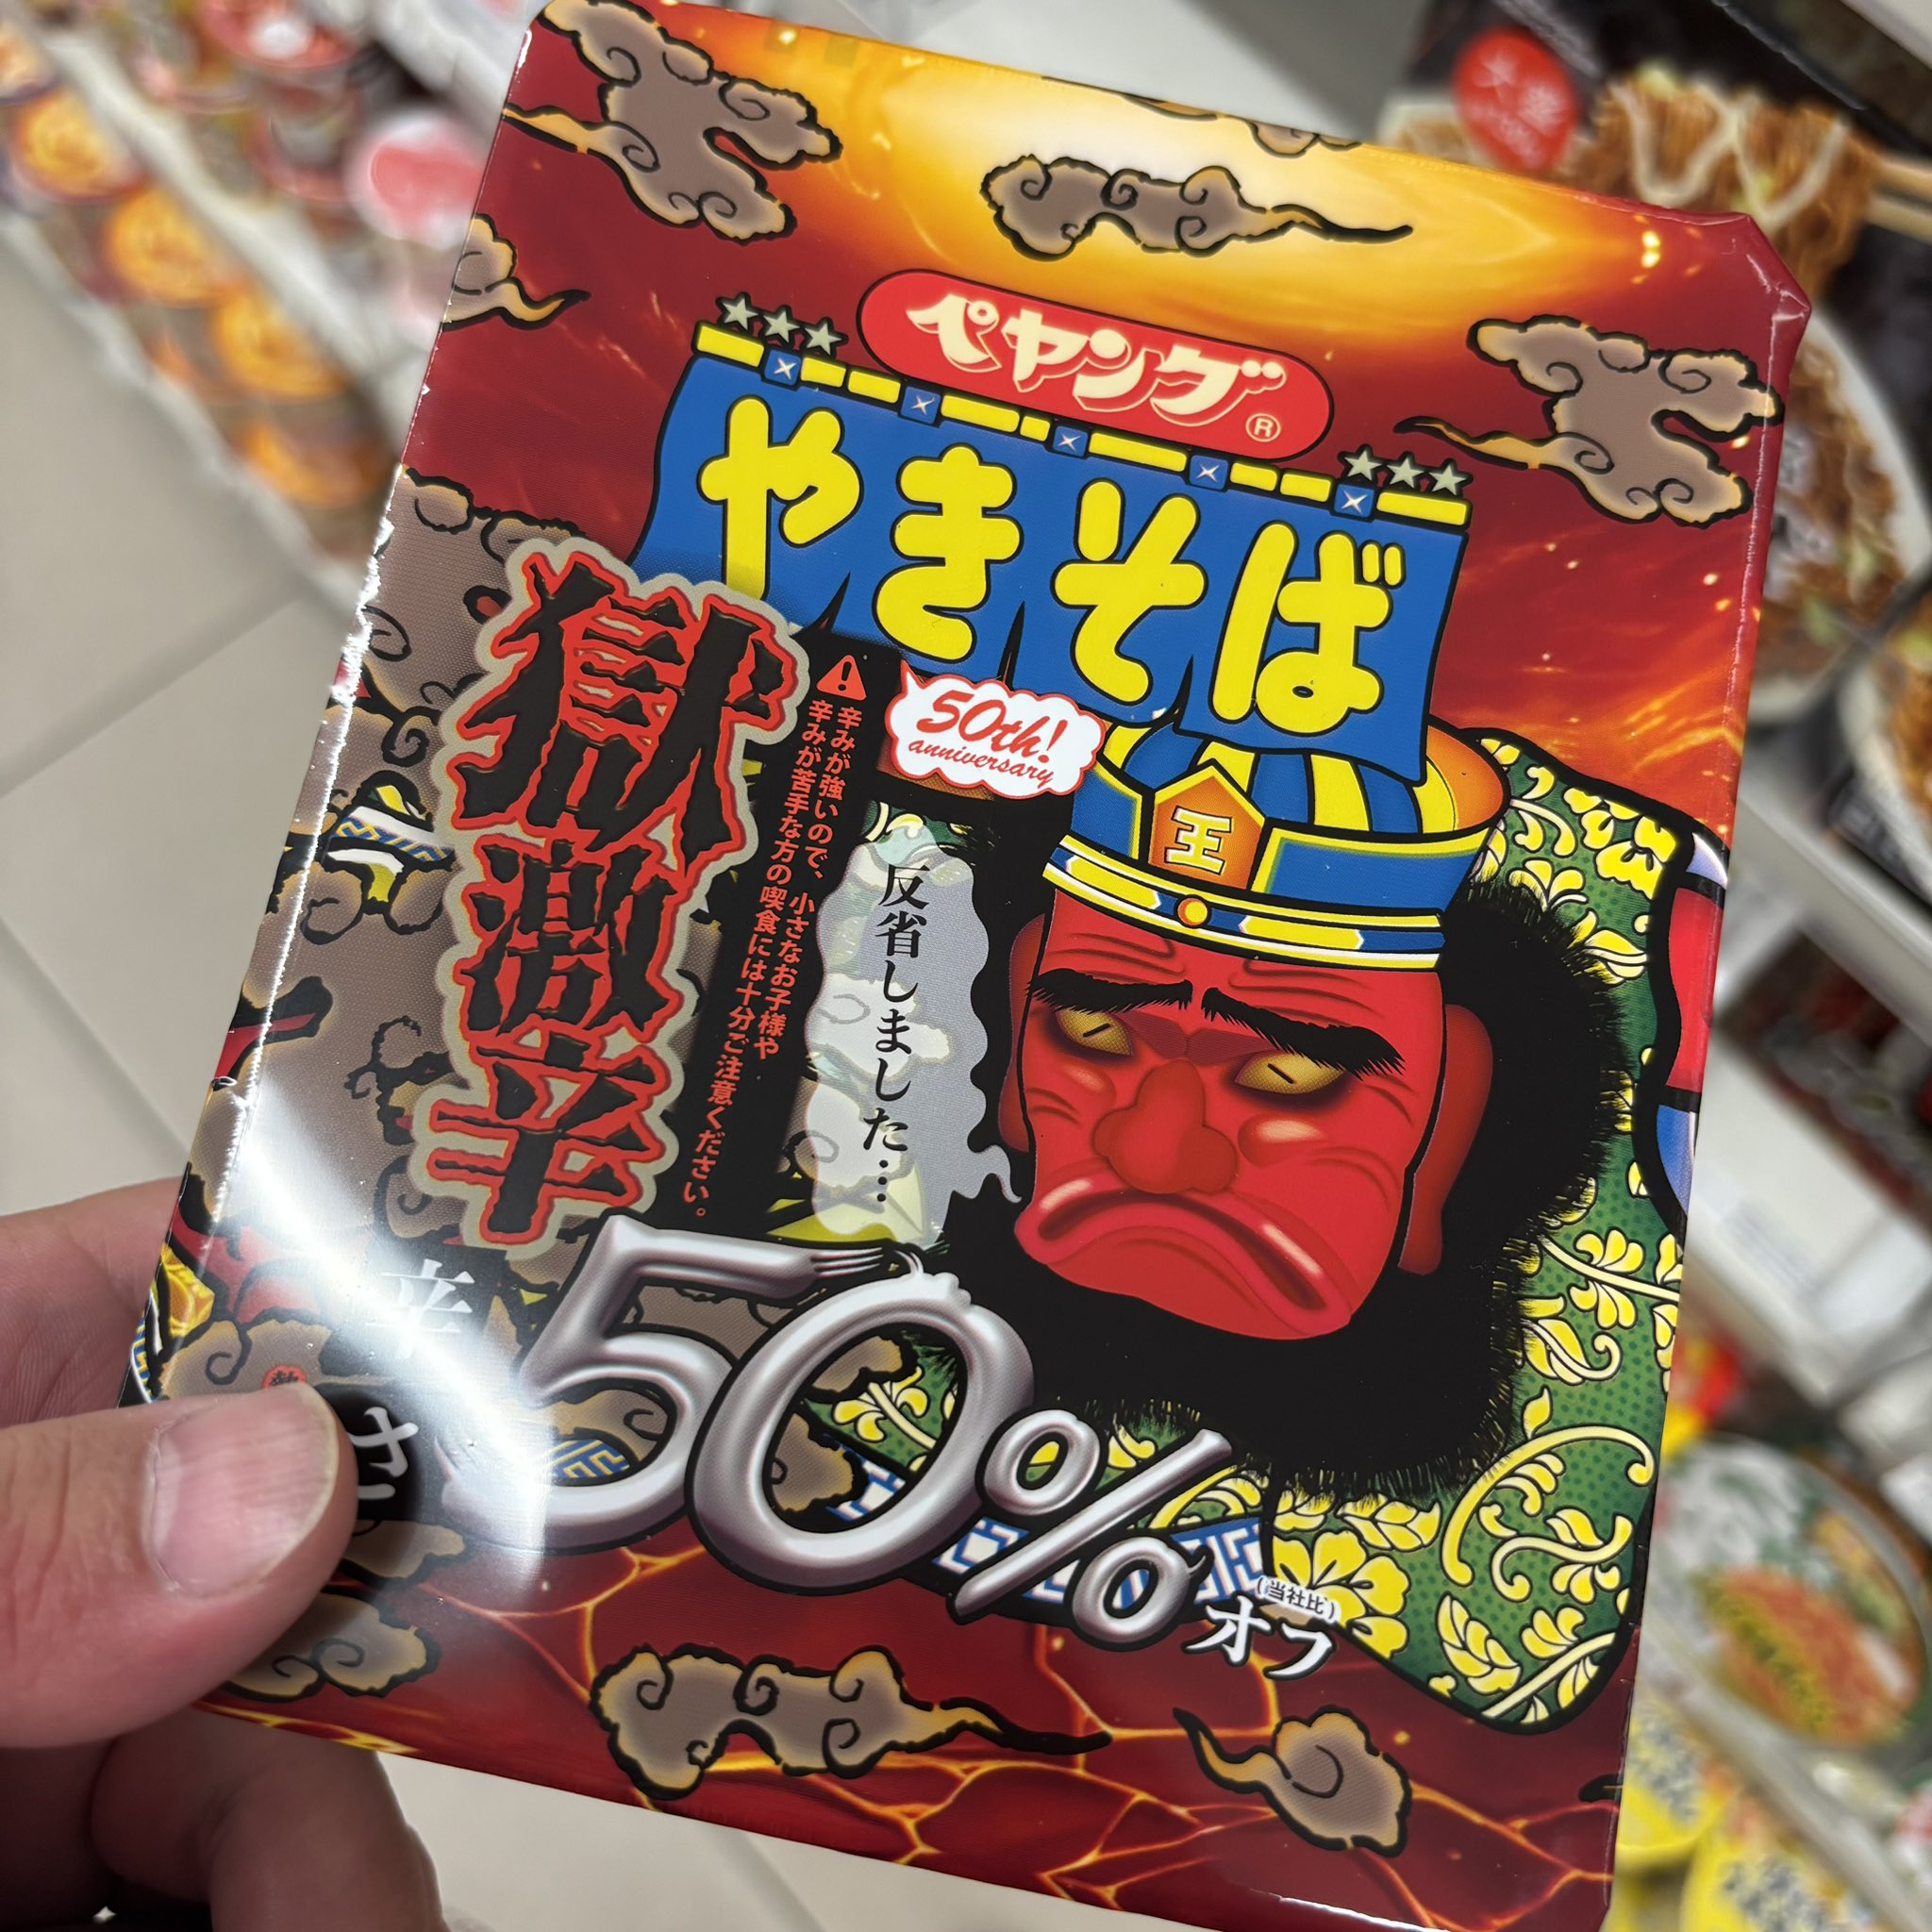 ペヤング®
やきそば
獄激辛
辛みが強いので、小さなお子様や
辛みが苦手な方の喫食には十分ご注意ください。
50th!
anniversary
王
反省しました…
辛さ
50%オフ
(当社比)